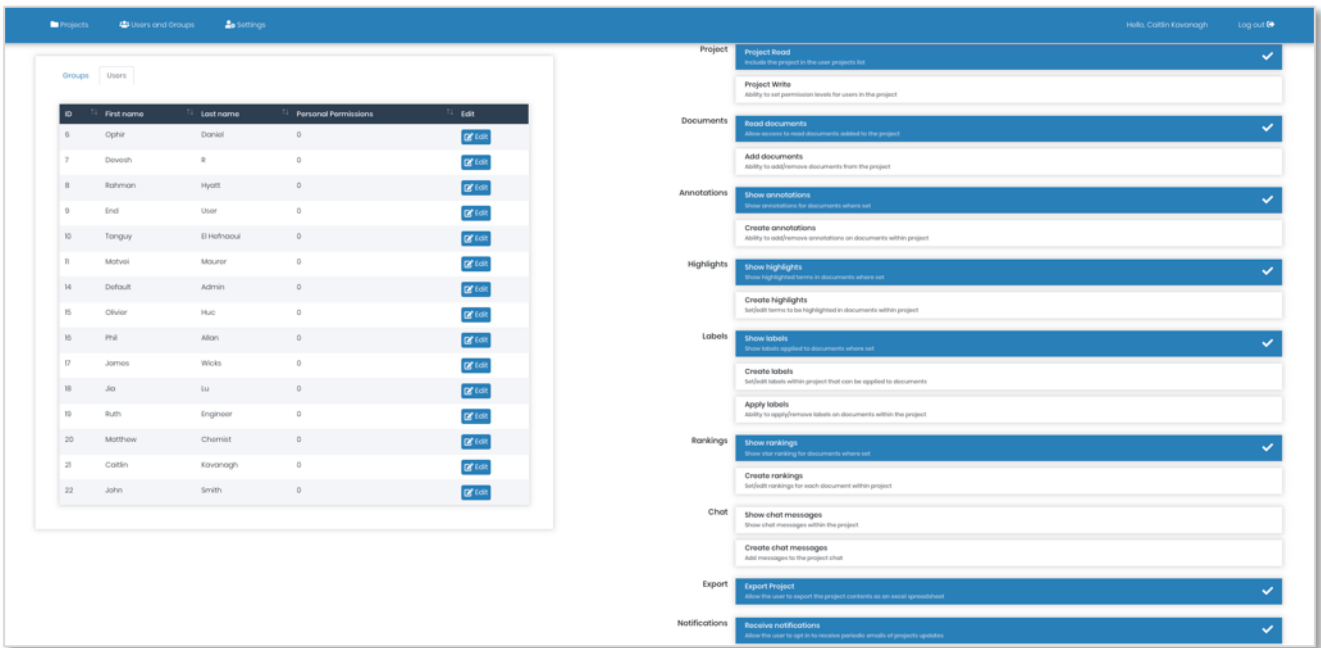 Projects Users and Groups Settings Hello, Caitlin Kavanagh Log out
Groups Users
ID First name Last name Personal Permissions Edit
6 Ophir Daniel 0 Edit
7 Devesh R 0 Edit
8 Rahman Hyatt 0 Edit
9 End User 0 Edit
10 Tanguy El Hafnaoui 0 Edit
11 Matvei Maurer 0 Edit
14 Default Admin 0 Edit
15 Olivier Huc 0 Edit
16 Phil Allan 0 Edit
17 James Wicks 0 Edit
18 Jia Lu 0 Edit
19 Ruth Engineer 0 Edit
20 Matthew Chemist 0 Edit
21 Caitlin Kavanagh 0 Edit
22 John Smith 0 Edit
Project
Project Read
Include the project in the user projects list
Project Write
Ability to set permission levels for users in the project
Documents
Read documents
Allow access to read documents added to the project
Add documents
Ability to add/remove documents from the project
Annotations
Show annotations
Show annotations for documents where set
Create annotations
Ability to add/remove annotations on documents within project
Highlights
Show highlights
Show highlighted terms in documents where set
Create highlights
Set/edit terms to be highlighted in documents within project
Labels
Show labels
Show labels applied to documents where set
Create labels
Set/edit labels within project that can be applied to documents
Apply labels
Ability to apply/remove labels on documents within the project
Rankings
Show rankings
Show star ranking for documents where set
Create rankings
Set/edit rankings for each document within project
Chat
Show chat messages
Show chat messages within the project
Create chat messages
Add messages to the project chat
Export
Export Project
Allow the user to export the project contents as an excel spreadsheet
Notifications
Receive notifications
Allow the user to opt in to receive periodic emails of projects updates